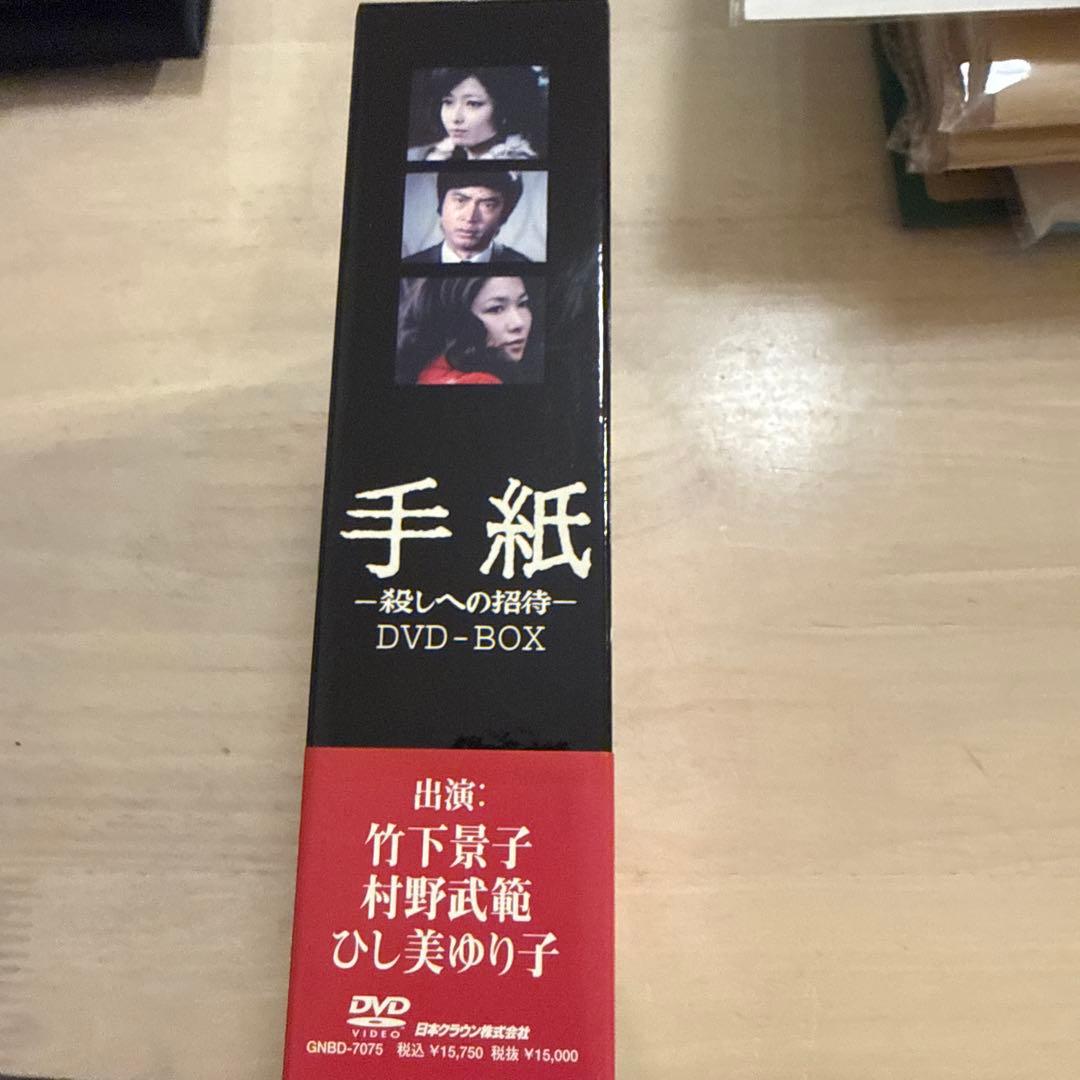 手紙
―殺しへの招待―
DVD-BOX
出演:
竹下景子
村野武範
ひし美ゆり子
DVD
VIDEO
日本クラウン株式会社
GNBD-7075 税込 ¥15,750 税抜 ¥15,000